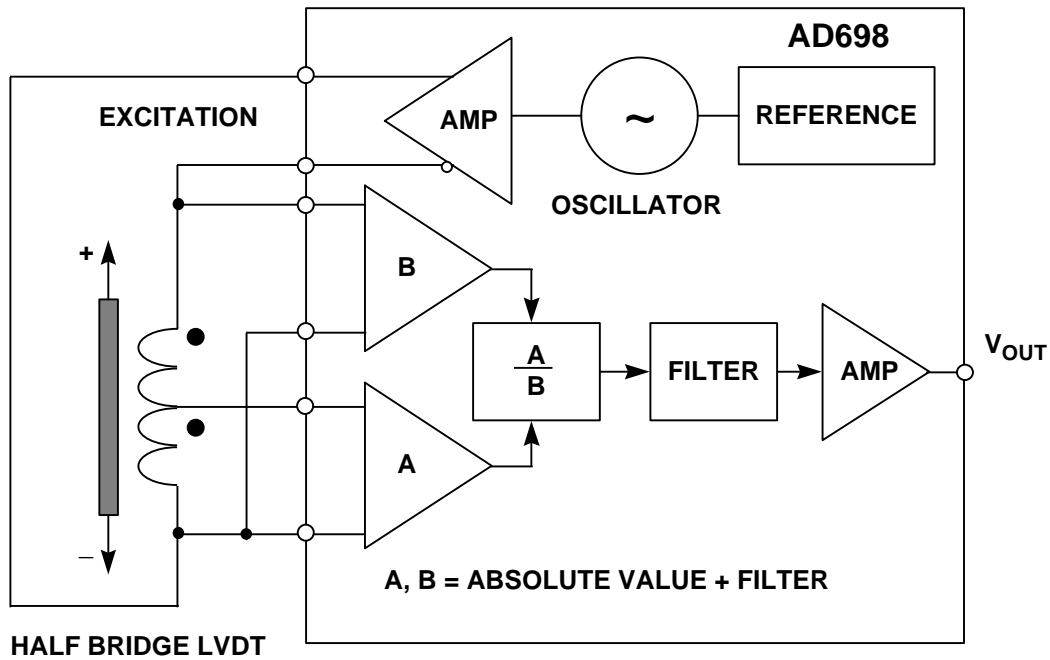 AD698
EXCITATION
AMP
~
REFERENCE
OSCILLATOR
+
B
A
B
FILTER
AMP
VOUT
A
–
A, B = ABSOLUTE VALUE + FILTER
HALF BRIDGE LVDT